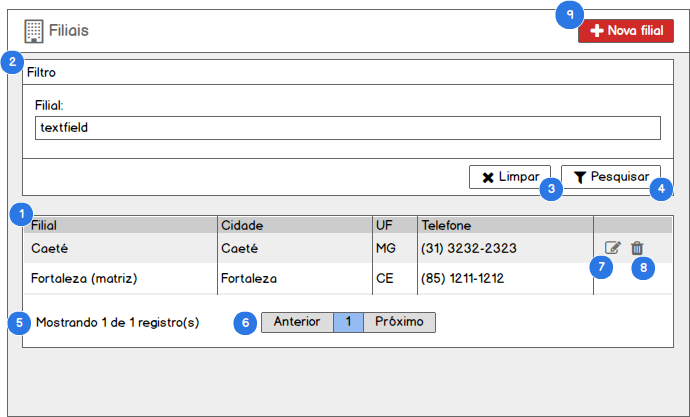 9
Filiais
Nova filial
2
Filtro
Filial:
textfield
Limpar
Pesquisar
3
4
1
Filial Cidade UF Telefone
Caeté Caeté MG (31) 3232-2323
7
8
Fortaleza (matriz) Fortaleza CE (85) 1211-1212
5 Mostrando 1 de 1 registro(s) 6 Anterior 1 Próximo